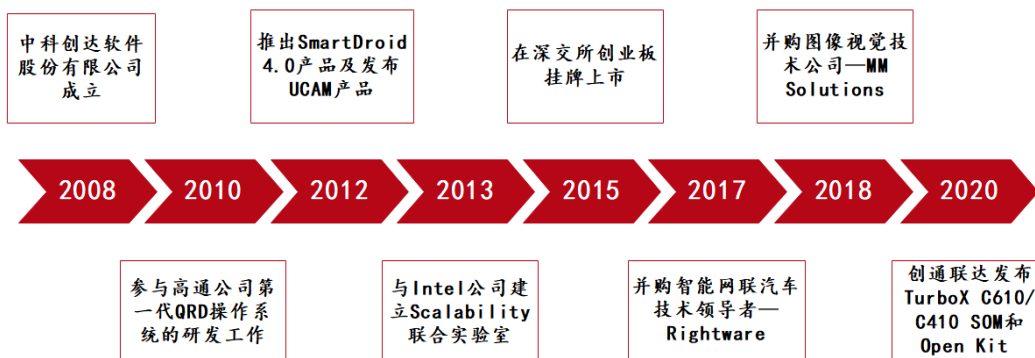 中科创达软件
股份有限公司
成立
推出SmartDroid
4.0产品及发布
UCAM产品
在深交所创业板
挂牌上市
并购图像视觉技
术公司—MM
Solutions
2008
2010
2012
2013
2015
2017
2018
2020
参与高通公司第
一代QRD操作系
统的研发工作
与Intel公司建
立Scalability
联合实验室
并购智能网联汽车
技术领导者—
Rightware
创通联达发布
TurboX C610/
C410 SOM和
Open Kit